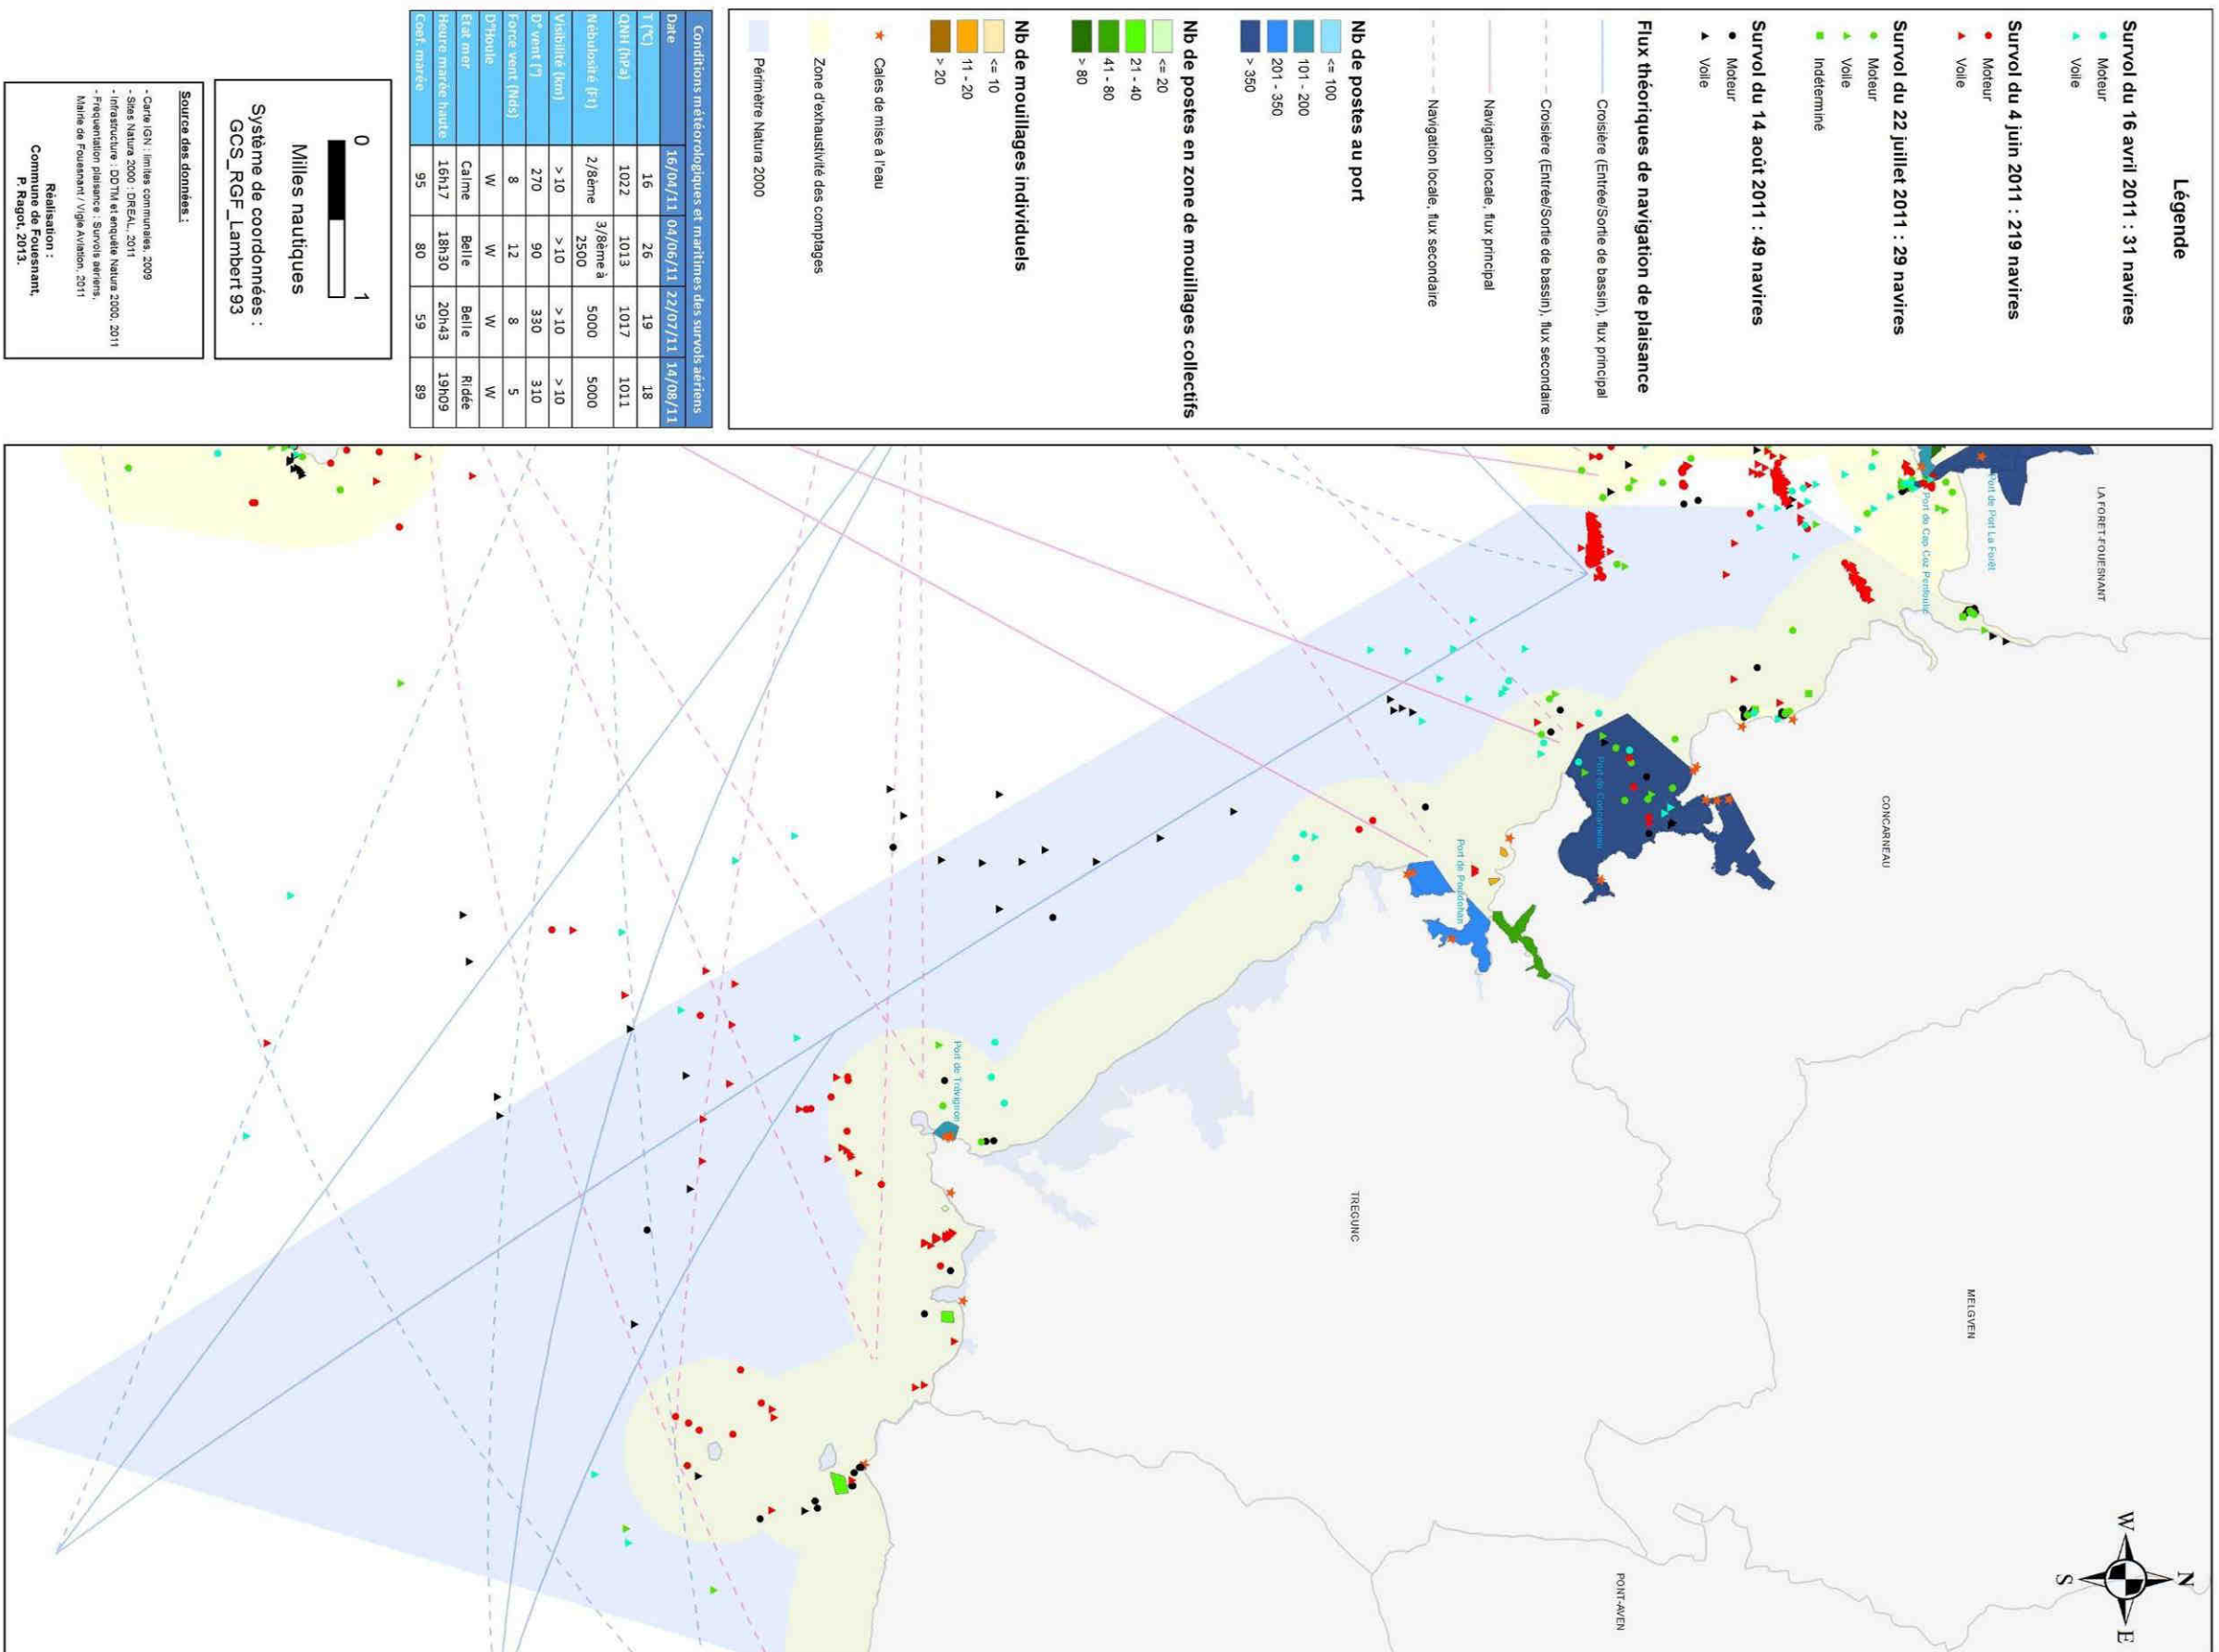 Légende
Survol du 16 avril 2011 : 31 navires
Moteur
Voile
Survol du 4 juin 2011 : 219 navires
Moteur
Voile
Survol du 22 juillet 2011 : 29 navires
Moteur
Voile
Indéterminé
Survol du 14 août 2011 : 49 navires
Moteur
Voile
Flux théoriques de navigation de plaisance
Croisière (Entrée/Sortie de bassin), flux principal
Croisière (Entrée/Sortie de bassin), flux secondaire
Navigation locale, flux principal
Navigation locale, flux secondaire
Nb de postes au port
<= 100
101 - 200
201 - 350
> 350
Nb de postes en zone de mouillages collectifs
<= 20
21 - 40
41 - 80
> 80
Nb de mouillages individuels
<= 10
11 - 20
> 20
Cales de mise à l'eau
Zone d'exhaustivité des comptages
Périmètre Natura 2000
Conditions météorologiques et maritimes des survols aériens
Date 16/04/11 04/06/11 22/07/11 14/08/11
T (°C) 16 26 19 18
QNH (hPa) 1022 1013 1017 1011
Nébulosité (Ft) 2/8ème 3/8ème à 2500 5000 5000
Visibilité (km) > 10 > 10 > 10 > 10
D° vent (°) 270 90 330 310
Force vent (Nds) 8 12 8 5
D°Houle W W W W
Etat mer Calme Belle Belle Ridée
Heure marée haute 16h17 18h30 20h43 19h09
Coef. marée 95 80 59 89
0 1
Milles nautiques
Système de coordonnées :
GCS_RGF_Lambert 93
Source des données :
- Carte IGN : limites communales, 2009
- Sites Natura 2000 : DREAL, 2011
- Infrastructure : DDTM et enquête Natura 2000, 2011
- Fréquentation plaisance : Survols aériens,
Mairie de Fouesnant / Vigie Aviation, 2011
Réalisation :
Commune de Fouesnant,
P. Ragot, 2013.
LA FORET-FOUESNANT
Port de Port La Forêt
Port de Cap Coz Penfoulic
CONCARNEAU
Port de Concarneau
Port de Pouldohan
MELGVEN
TREGUNC
Port de Trévignon
PONT-AVEN
N
W E
S